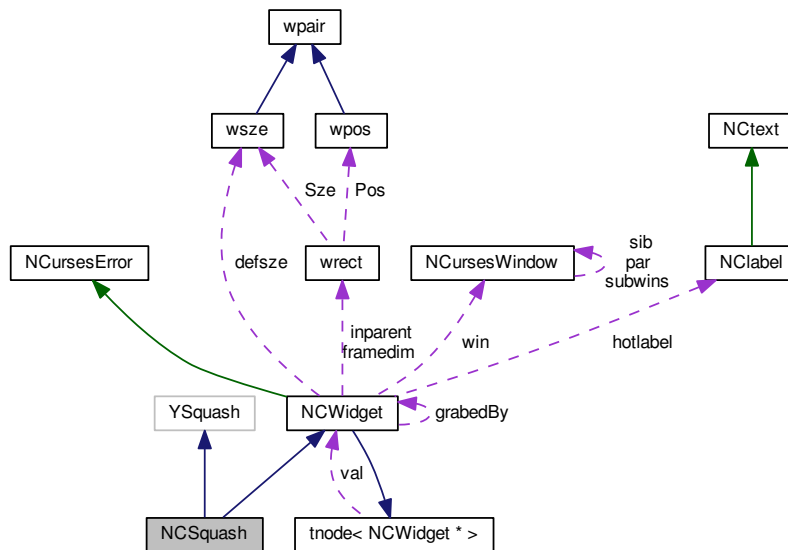 wpair
wsze
wpos
NCtext
Sze
Pos
NCursesError
defsze
wrect
NCursesWindow
sib
par
subwins
NClabel
inparent
framedim
win
hotlabel
YSquash
NCWidget
grabedBy
val
NCSquash
tnode< NCWidget * >